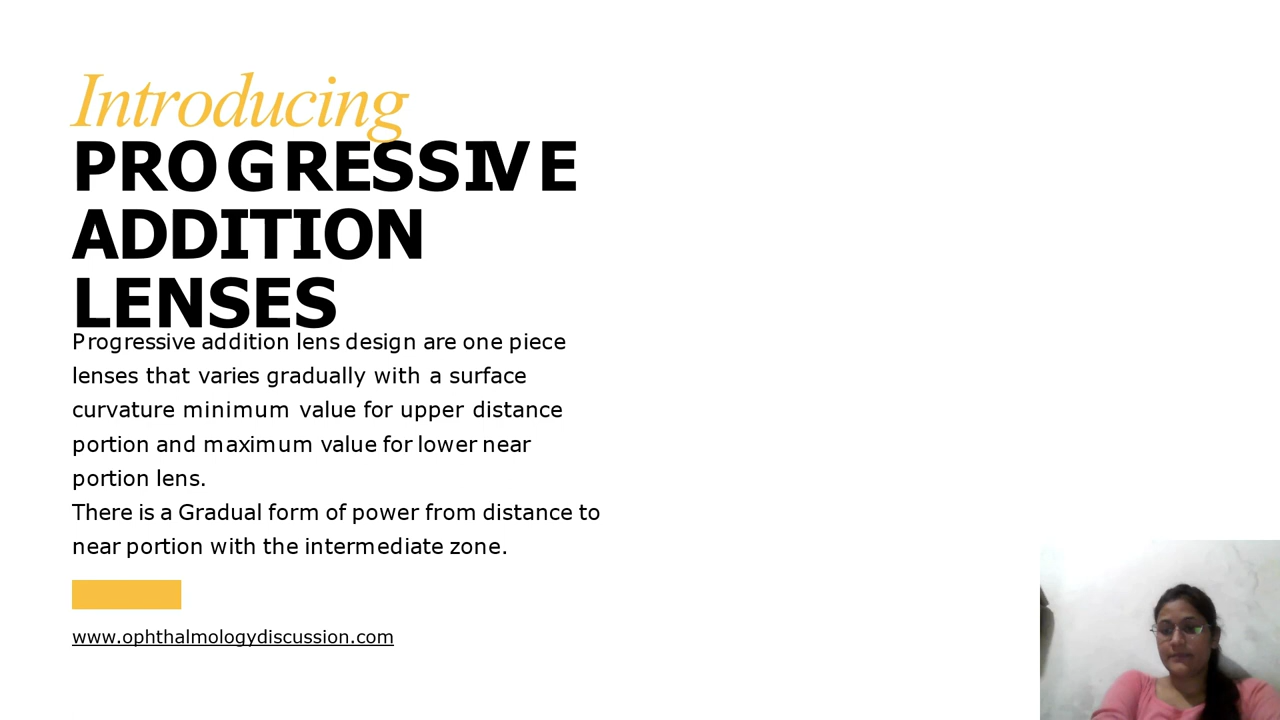 Introducing
PROGRESSIVE
ADDITION
LENSES
Progressive addition lens design are one piece
lenses that varies gradually with a surface
curvature minimum value for upper distance
portion and maximum value for lower near
portion lens.
There is a Gradual form of power from distance to
near portion with the intermediate zone.
www.ophthalmologydiscussion.com